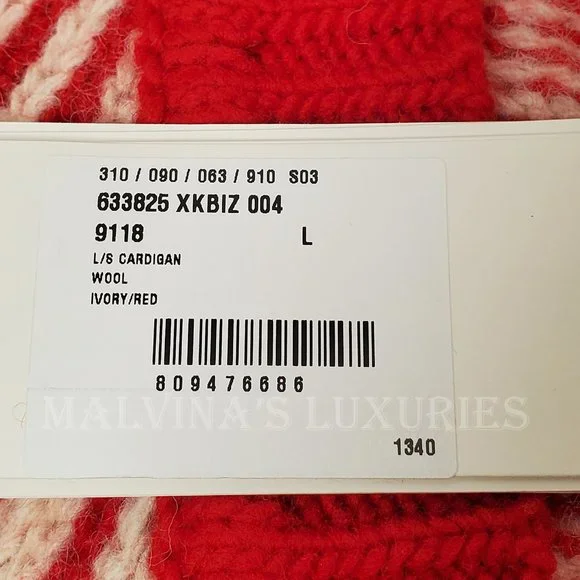 310 / 090 / 063 / 910 S03
633825 XKBIZ 004
9118 L
L/S CARDIGAN
WOOL
IVORY/RED
809476686
MALVINA'S LUXURIES
1340